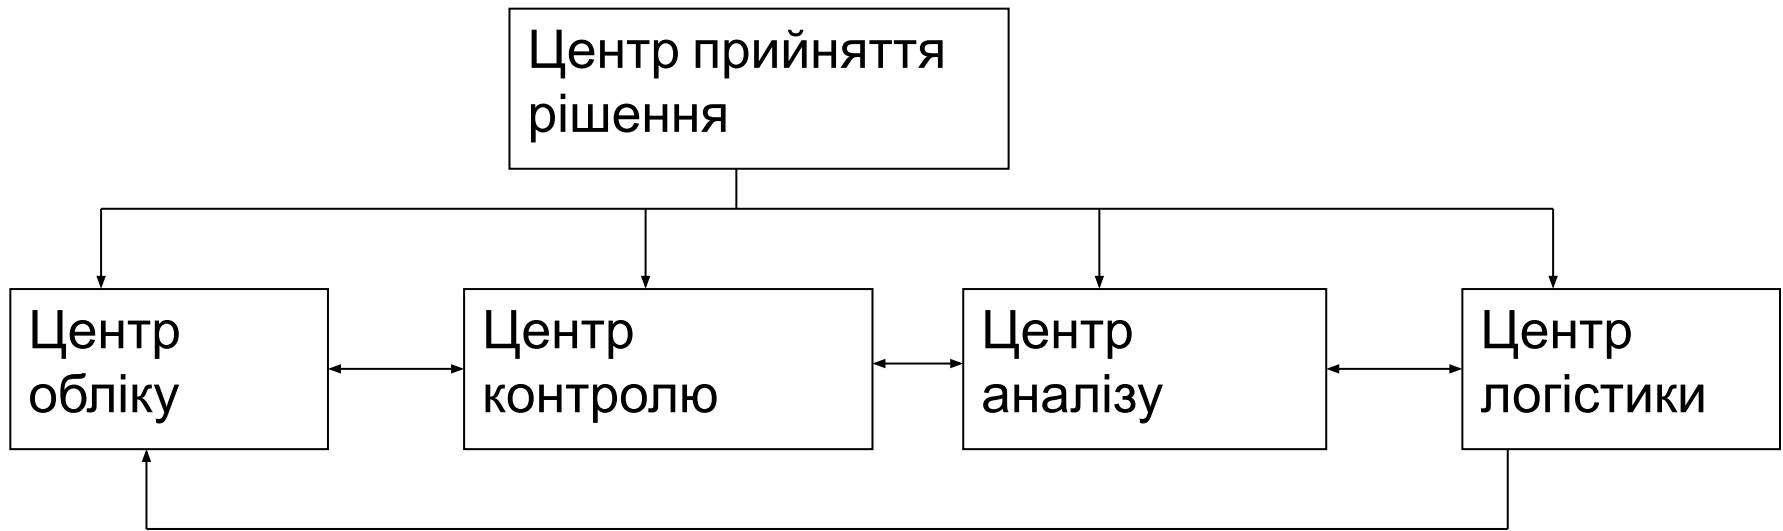 Центр прийняття
рішення
Центр
обліку
Центр
контролю
Центр
аналізу
Центр
логістики